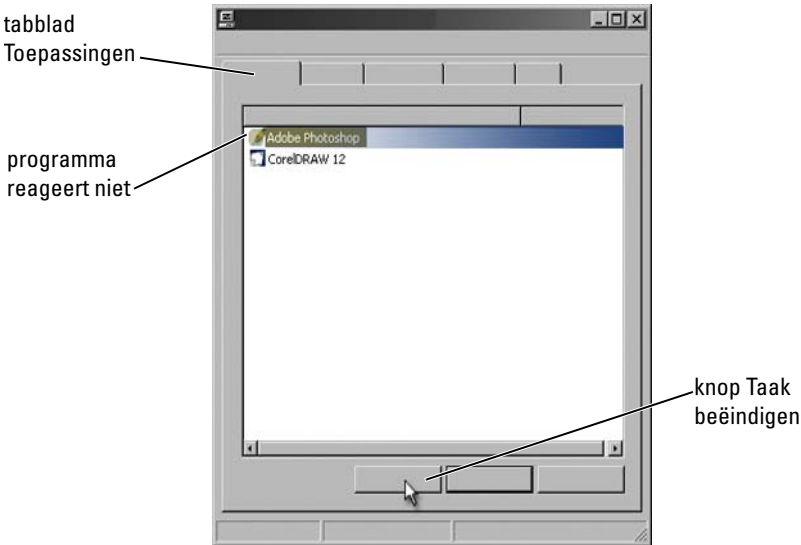 tabblad
Toepassingen
Adobe Photoshop
CorelDRAW 12
programma
reageert niet
knop Taak
beëindigen